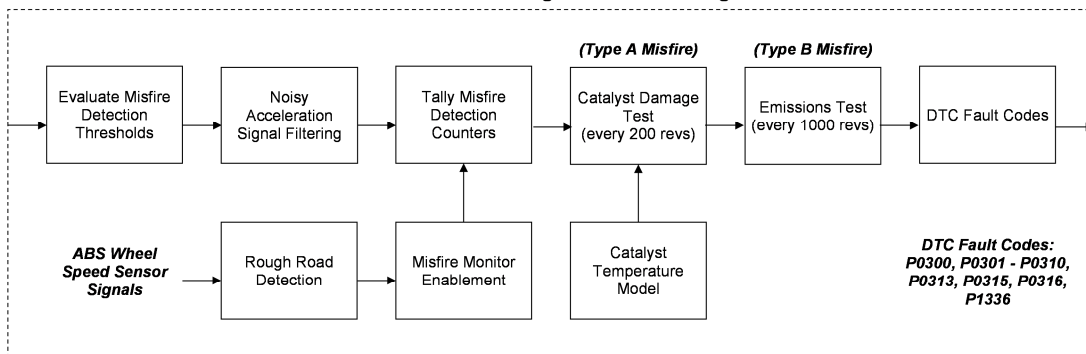 (Type A Misfire)
(Type B Misfire)
Evaluate Misfire
Detection
Thresholds
Noisy
Acceleration
Signal Filtering
Tally Misfire
Detection
Counters
Catalyst Damage
Test
(every 200 revs)
Emissions Test
(every 1000 revs)
DTC Fault Codes
ABS Wheel
Speed Sensor
Signals
Rough Road
Detection
Misfire Monitor
Enablement
Catalyst
Temperature
Model
DTC Fault Codes:
P0300, P0301 - P0310,
P0313, P0315, P0316,
P1336